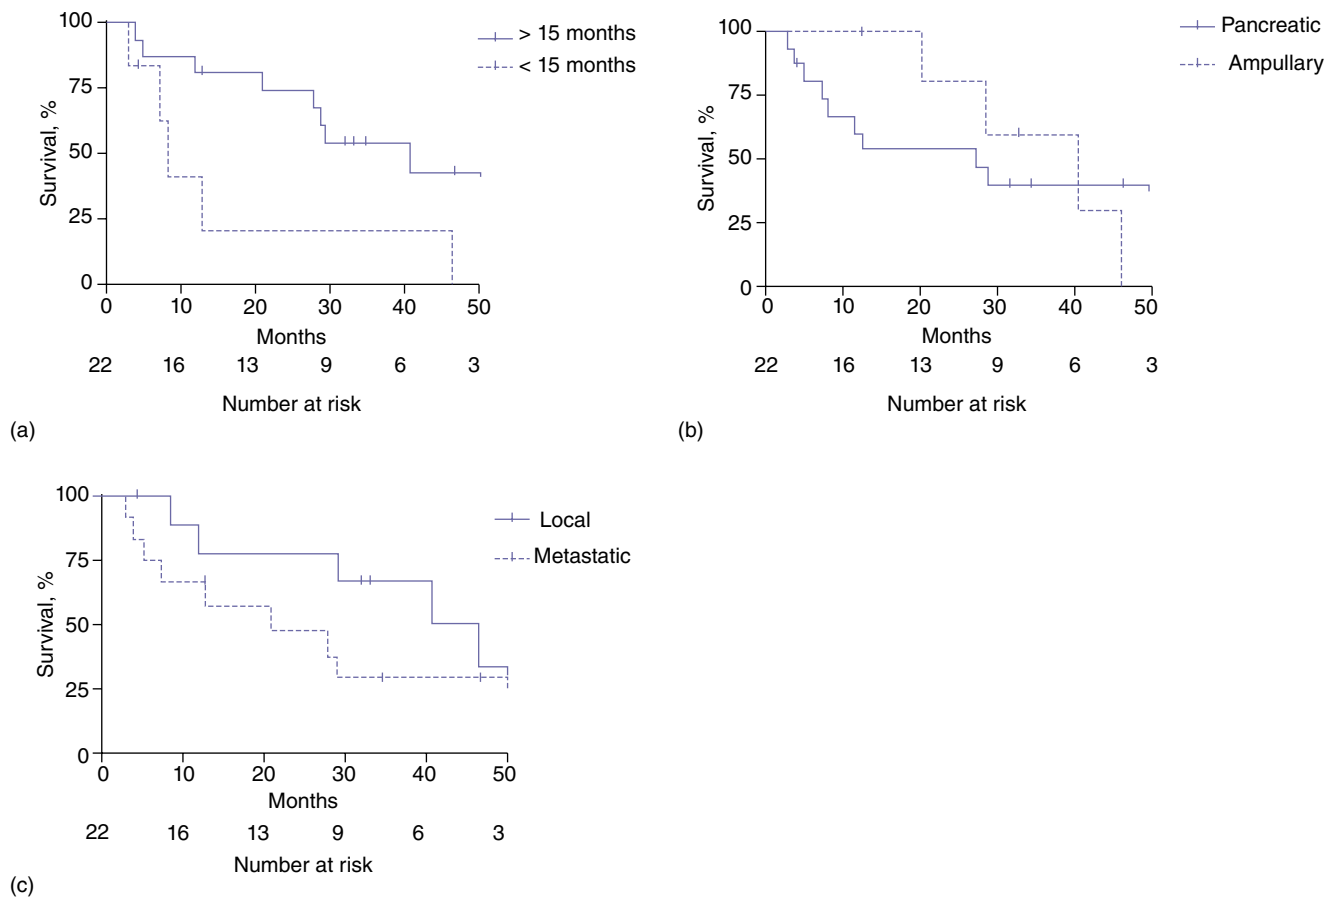 100
75
50
25
0
Survival, %
> 15 months
< 15 months
0 10 20 30 40 50
Months
22 16 13 9 6 3
Number at risk
(a)
100
75
50
25
0
Survival, %
Pancreatic
Ampullary
0 10 20 30 40 50
Months
22 16 13 9 6 3
Number at risk
(b)
100
75
50
25
0
Survival, %
Local
Metastatic
0 10 20 30 40 50
Months
22 16 13 9 6 3
Number at risk
(c)